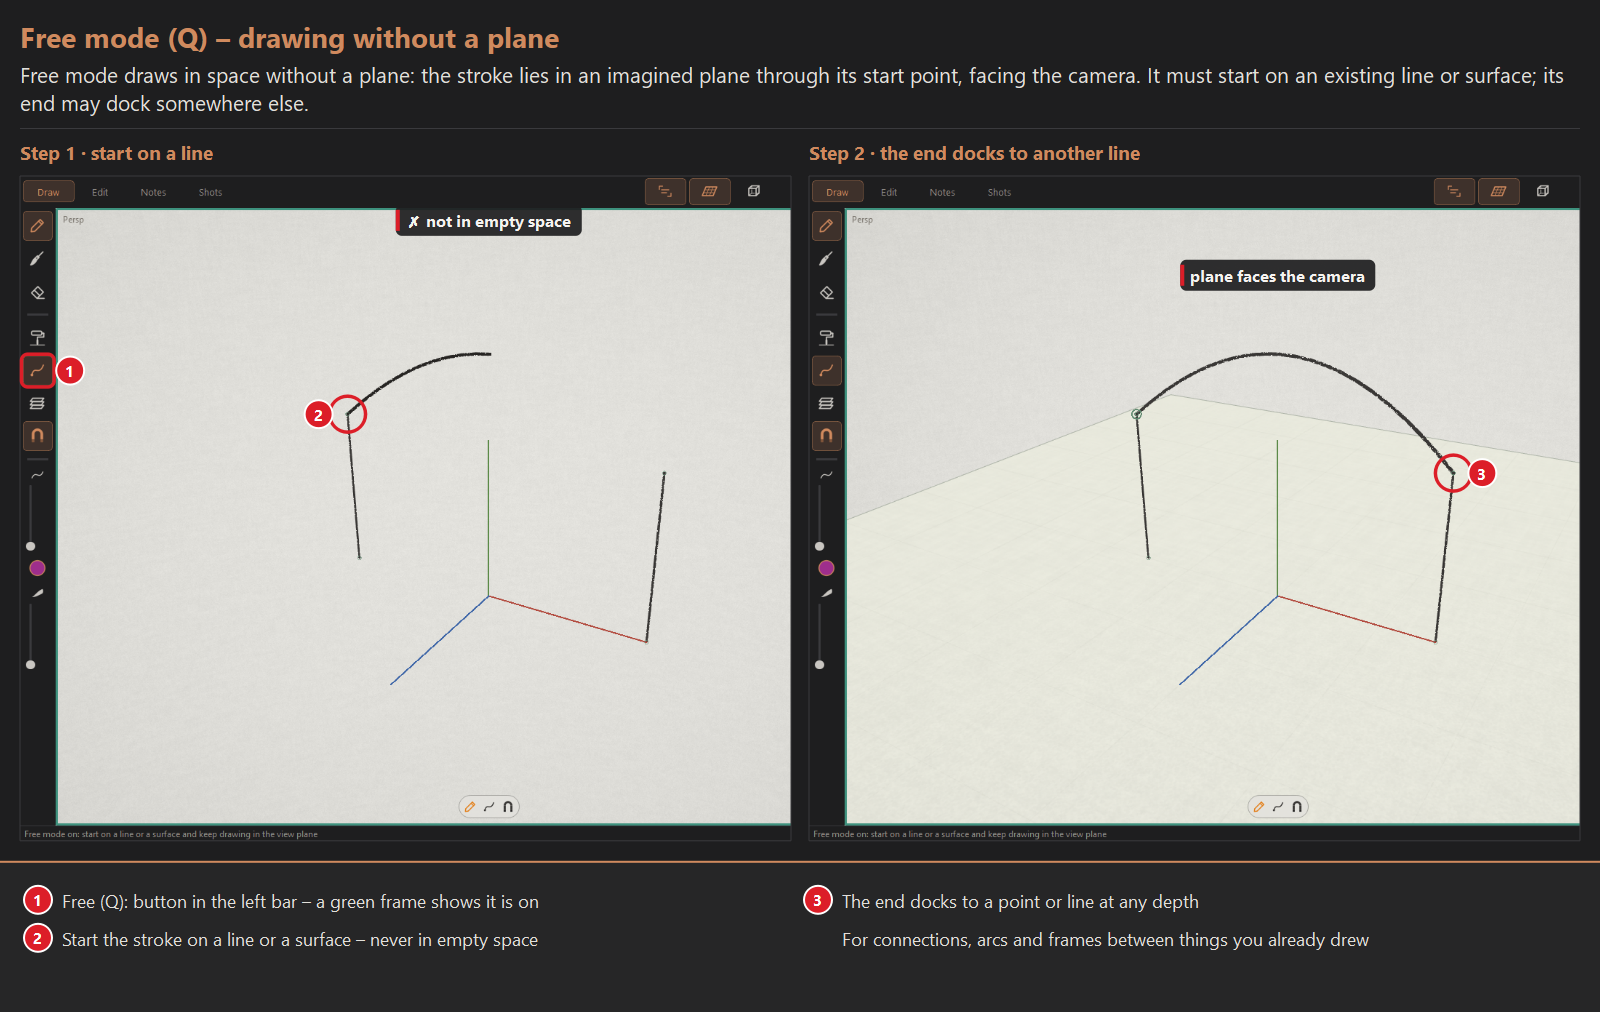 Free mode (Q) – drawing without a plane
Free mode draws in space without a plane: the stroke lies in an imagined plane through its start point, facing the camera. It must start on an existing line or surface; its
end may dock somewhere else.
Step 1 · start on a line
Draw Edit Notes Shots
Persp
✗ not in empty space
1
2
Free mode on: start on a line or a surface and keep drawing in the view plane
Step 2 · the end docks to another line
Draw Edit Notes Shots
Persp
plane faces the camera
3
Free mode on: start on a line or a surface and keep drawing in the view plane
1 Free (Q): button in the left bar – a green frame shows it is on
2 Start the stroke on a line or a surface – never in empty space
3 The end docks to a point or line at any depth
For connections, arcs and frames between things you already drew